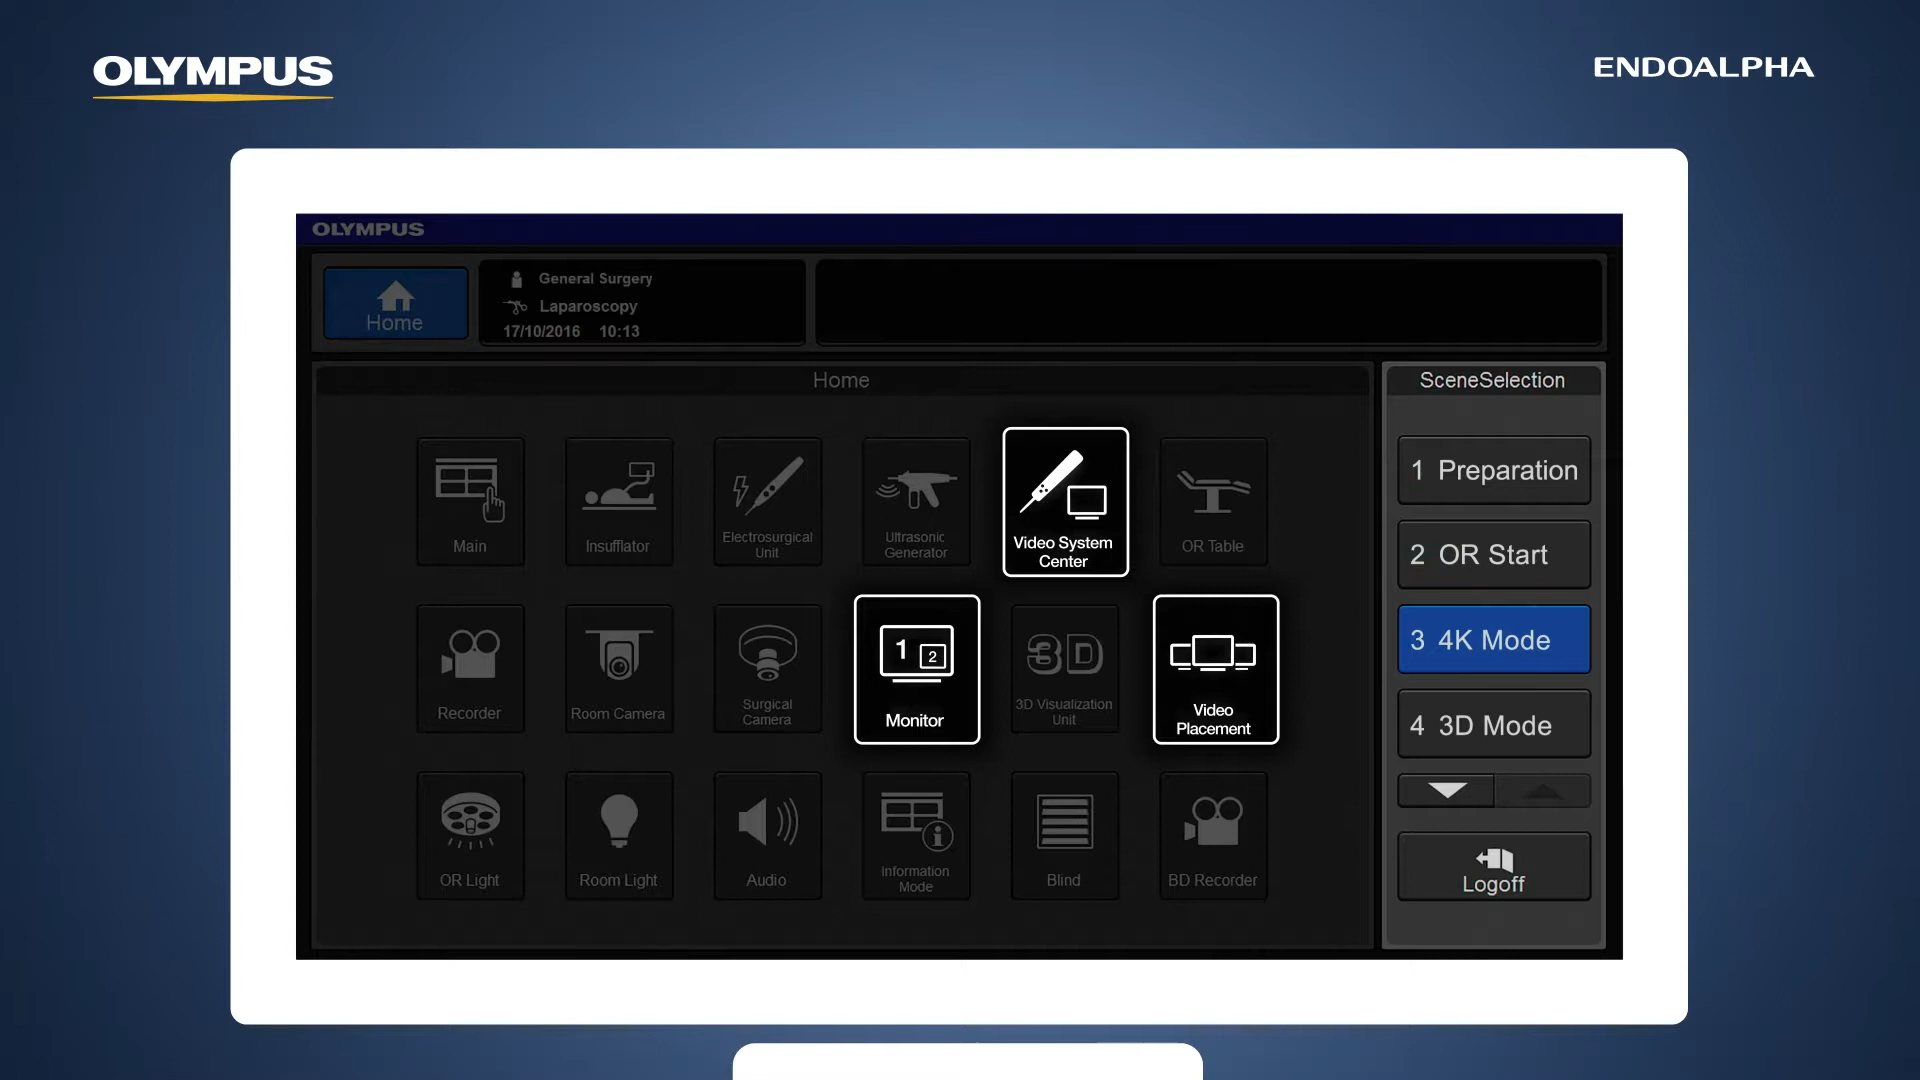 OLYMPUS
ENDOALPHA
OLYMPUS
Home
General Surgery
Laparoscopy
17/10/2016 10:13
Home
Main
Insufflator
Electrosurgical
Unit
Ultrasonic
Generator
Video System
Center
OR Table
Recorder
Room Camera
Surgical
Camera
1
2
Monitor
3D
3D Visualization
Unit
Video
Placement
OR Light
Room Light
Audio
Information
Mode
Blind
BD Recorder
SceneSelection
1 Preparation
2 OR Start
3 4K Mode
4 3D Mode
Logoff